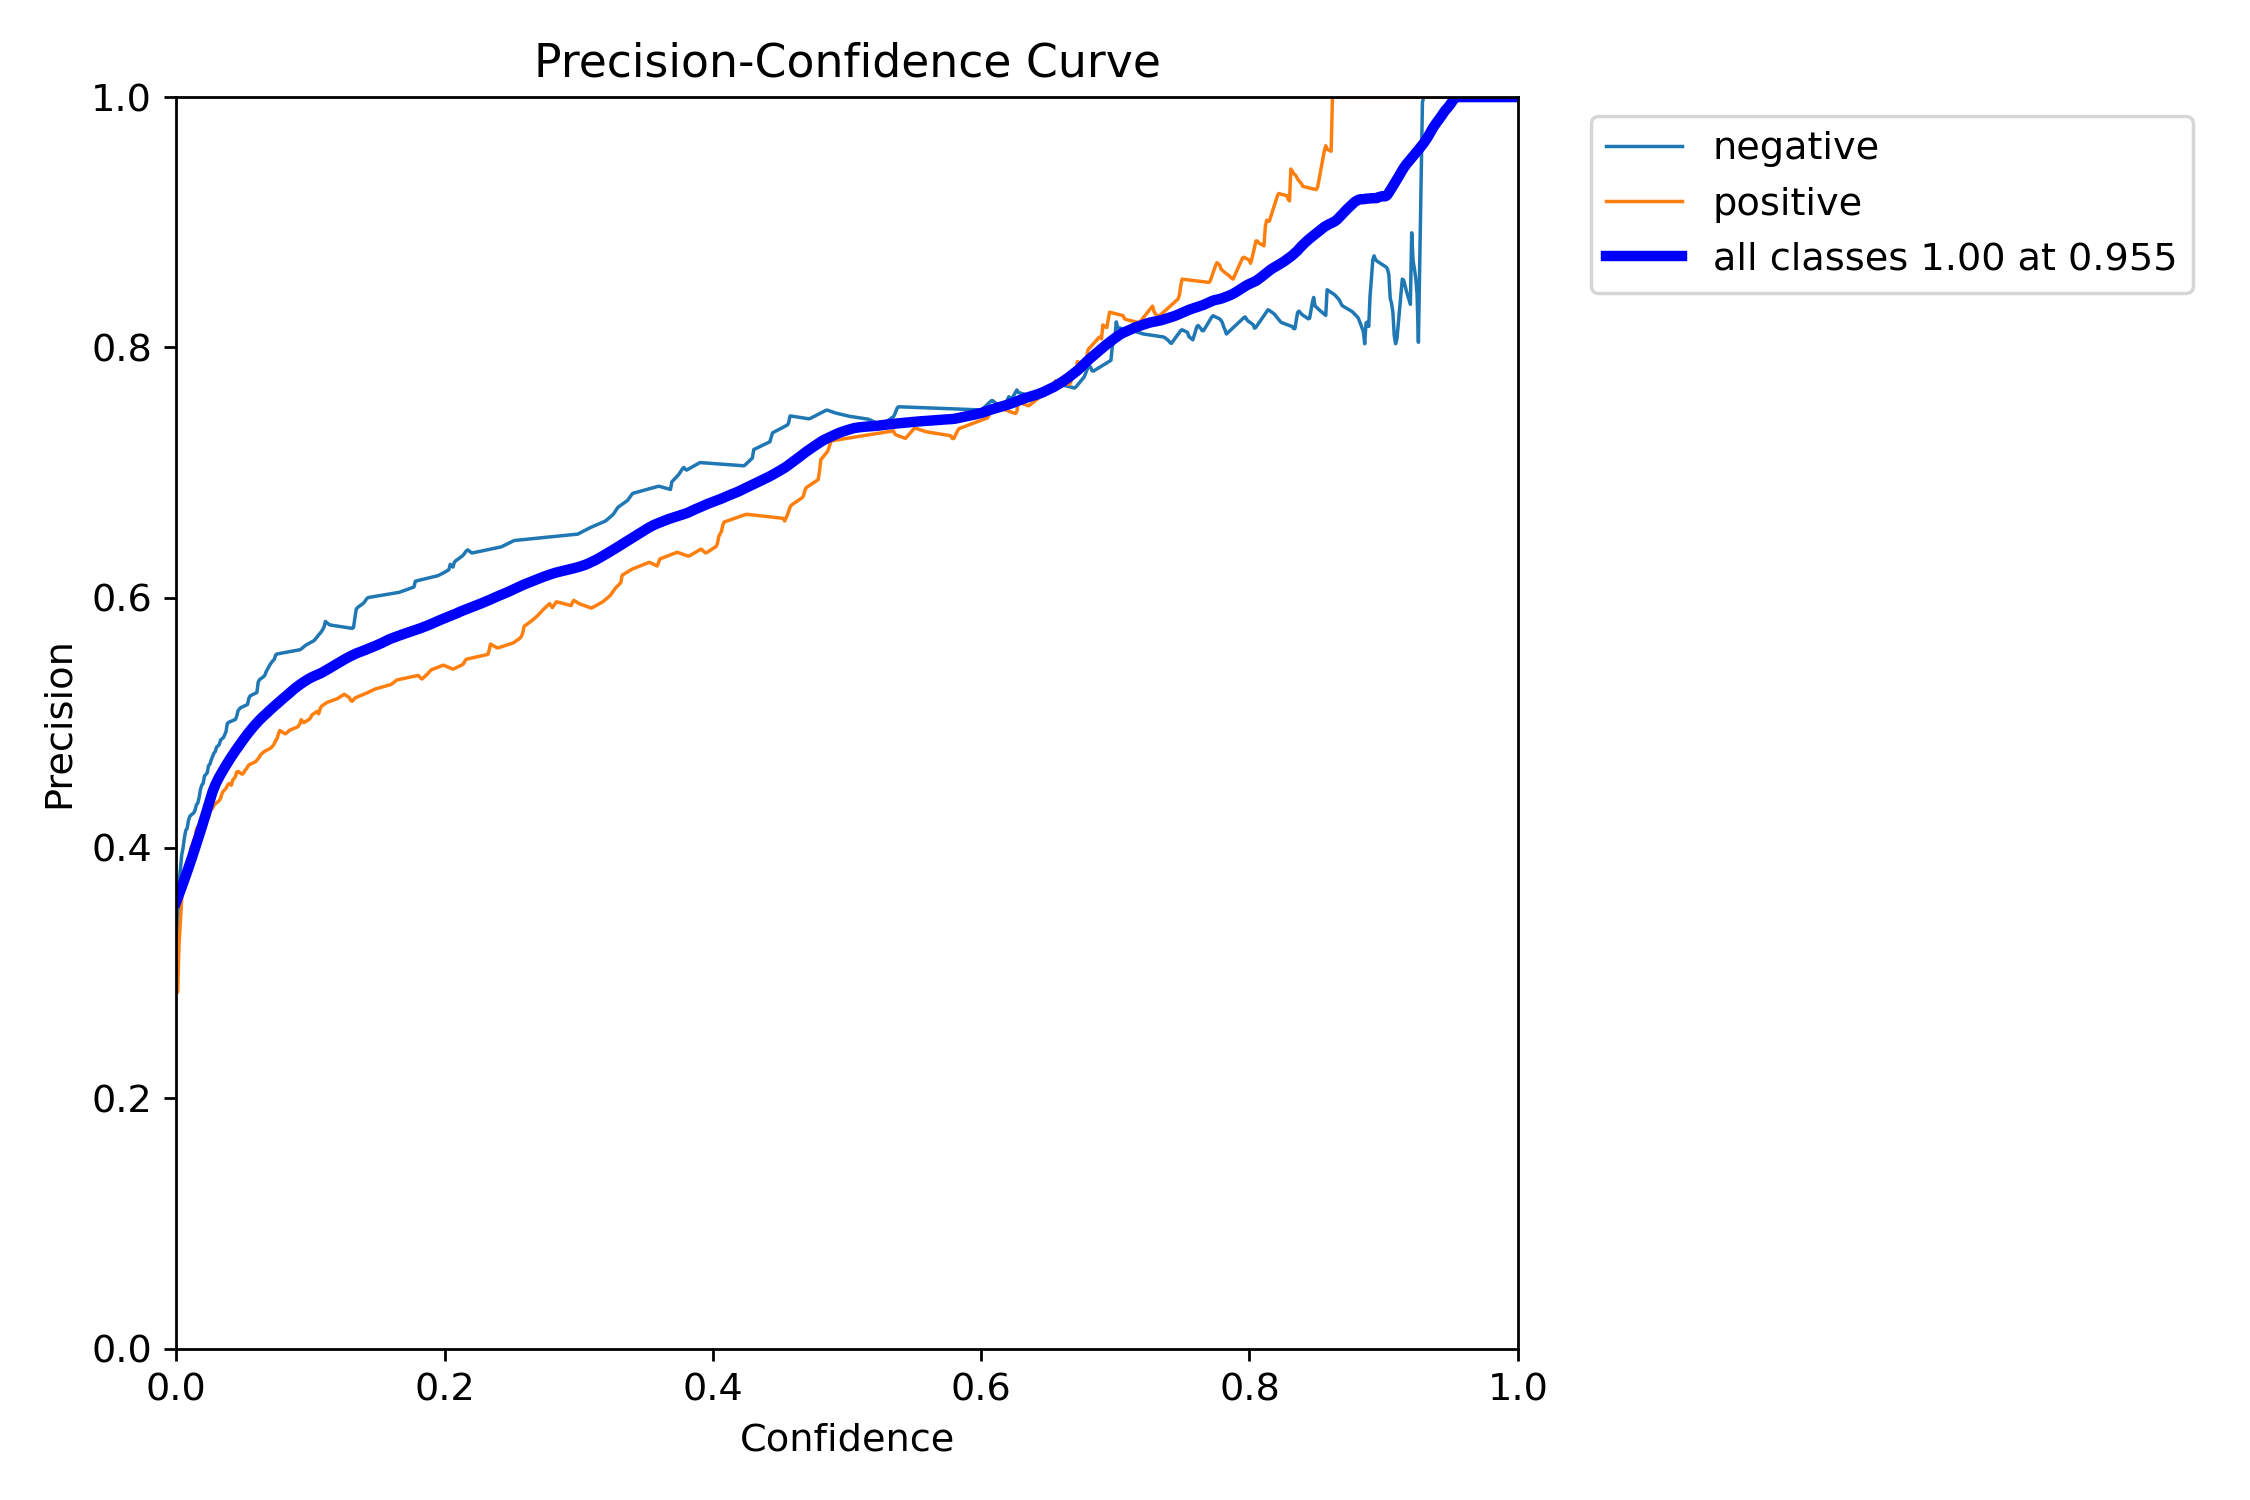 Precision-Confidence Curve
1.0
0.8
0.6
0.4
0.2
0.0
Precision
0.0 0.2 0.4 0.6 0.8 1.0
Confidence
negative
positive
all classes 1.00 at 0.955